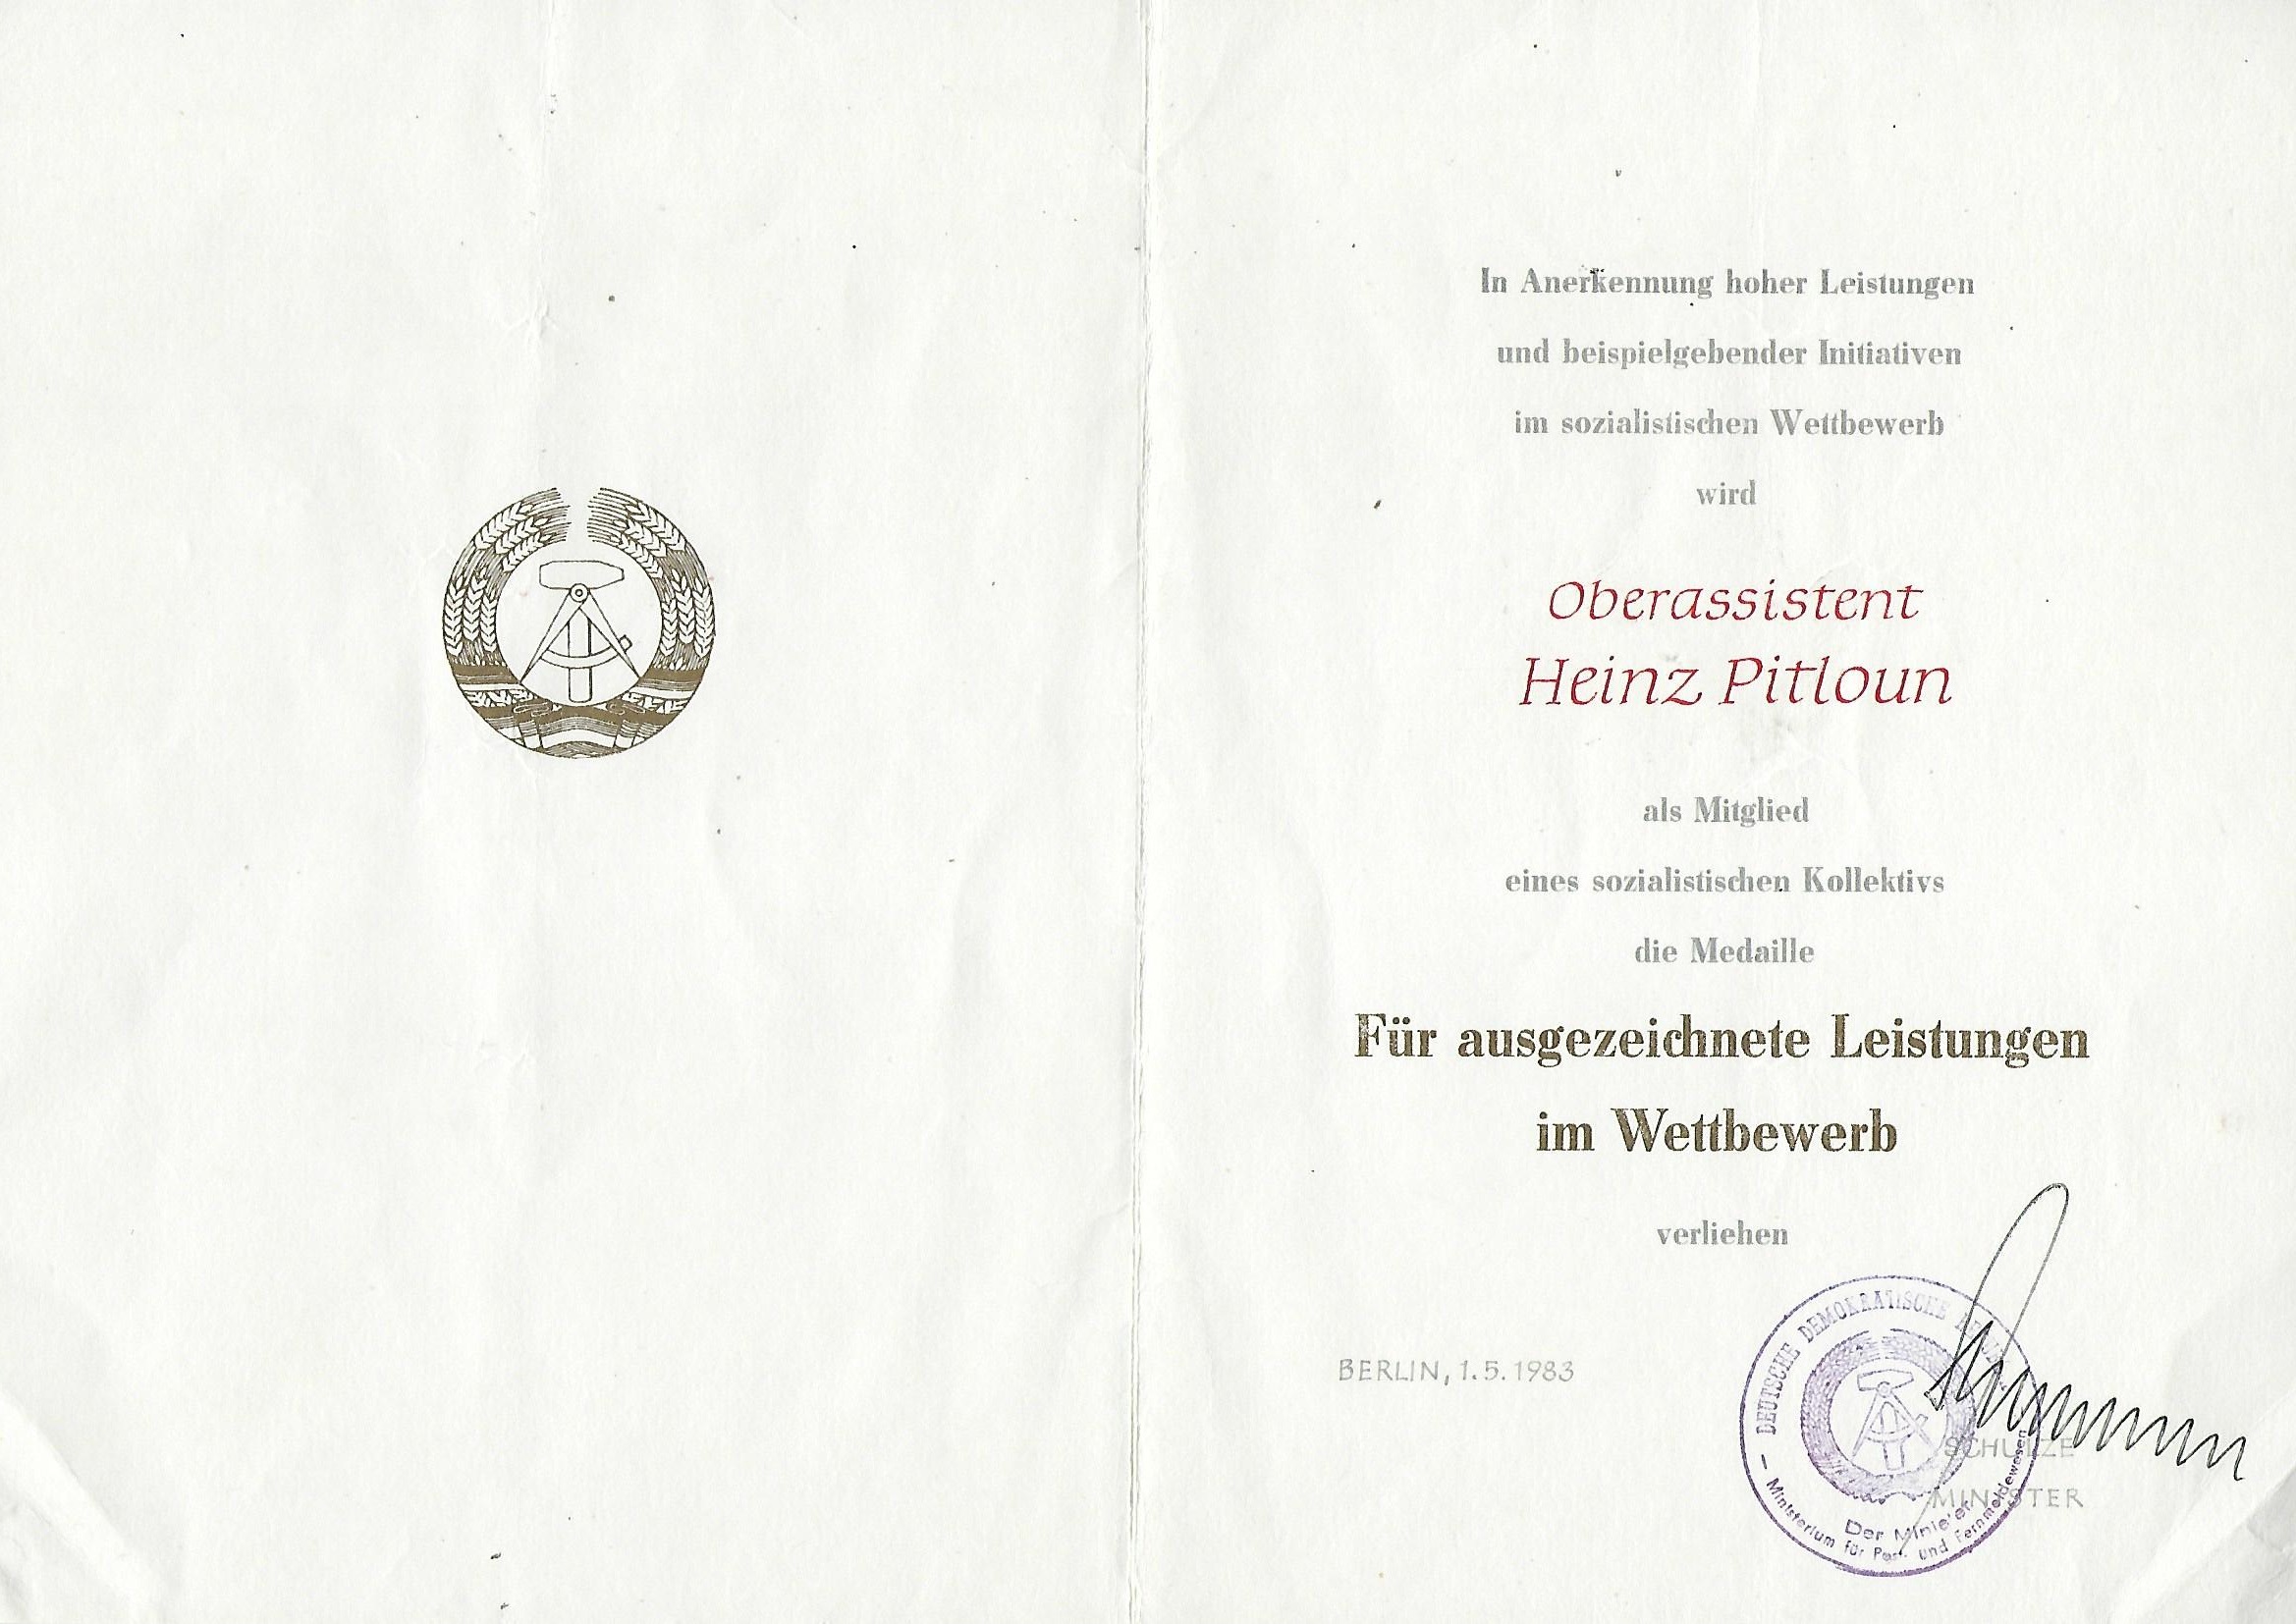 In Anerkennung hoher Leistungen
und beispielgebender Initiativen
im sozialistischen Wettbewerb
wird
Oberassistent
Heinz Pitloun
als Mitglied
eines sozialistischen Kollektivs
die Medaille
Für ausgezeichnete Leistungen
im Wettbewerb
verliehen
BERLIN, 1.5.1983
SCHULZE
MINISTER
DEUTSCHE DEMOKRATISCHE
Der Minister
Ministerium für Post- und Fernmeldewesen